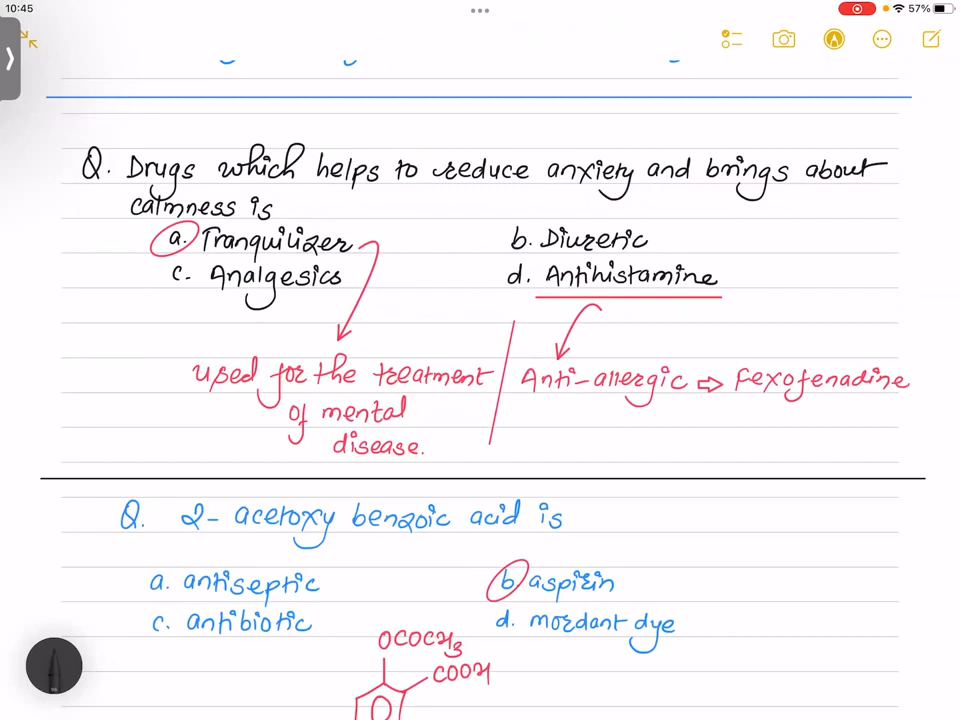 10:45
57%
Q. Drugs which helps to reduce anxiety and brings about
calmness is
a. Tranquilizer
b. Diuretic
c. Analgesics
d. Antihistamine
used for the treatment
of mental
disease.
Anti-allergic ⇨ Fexofenadine
Q. 2- acetoxy benzoic acid is
a. antiseptic
b aspirin
c. antibiotic
d. mordant dye
OCOCH3
COOH